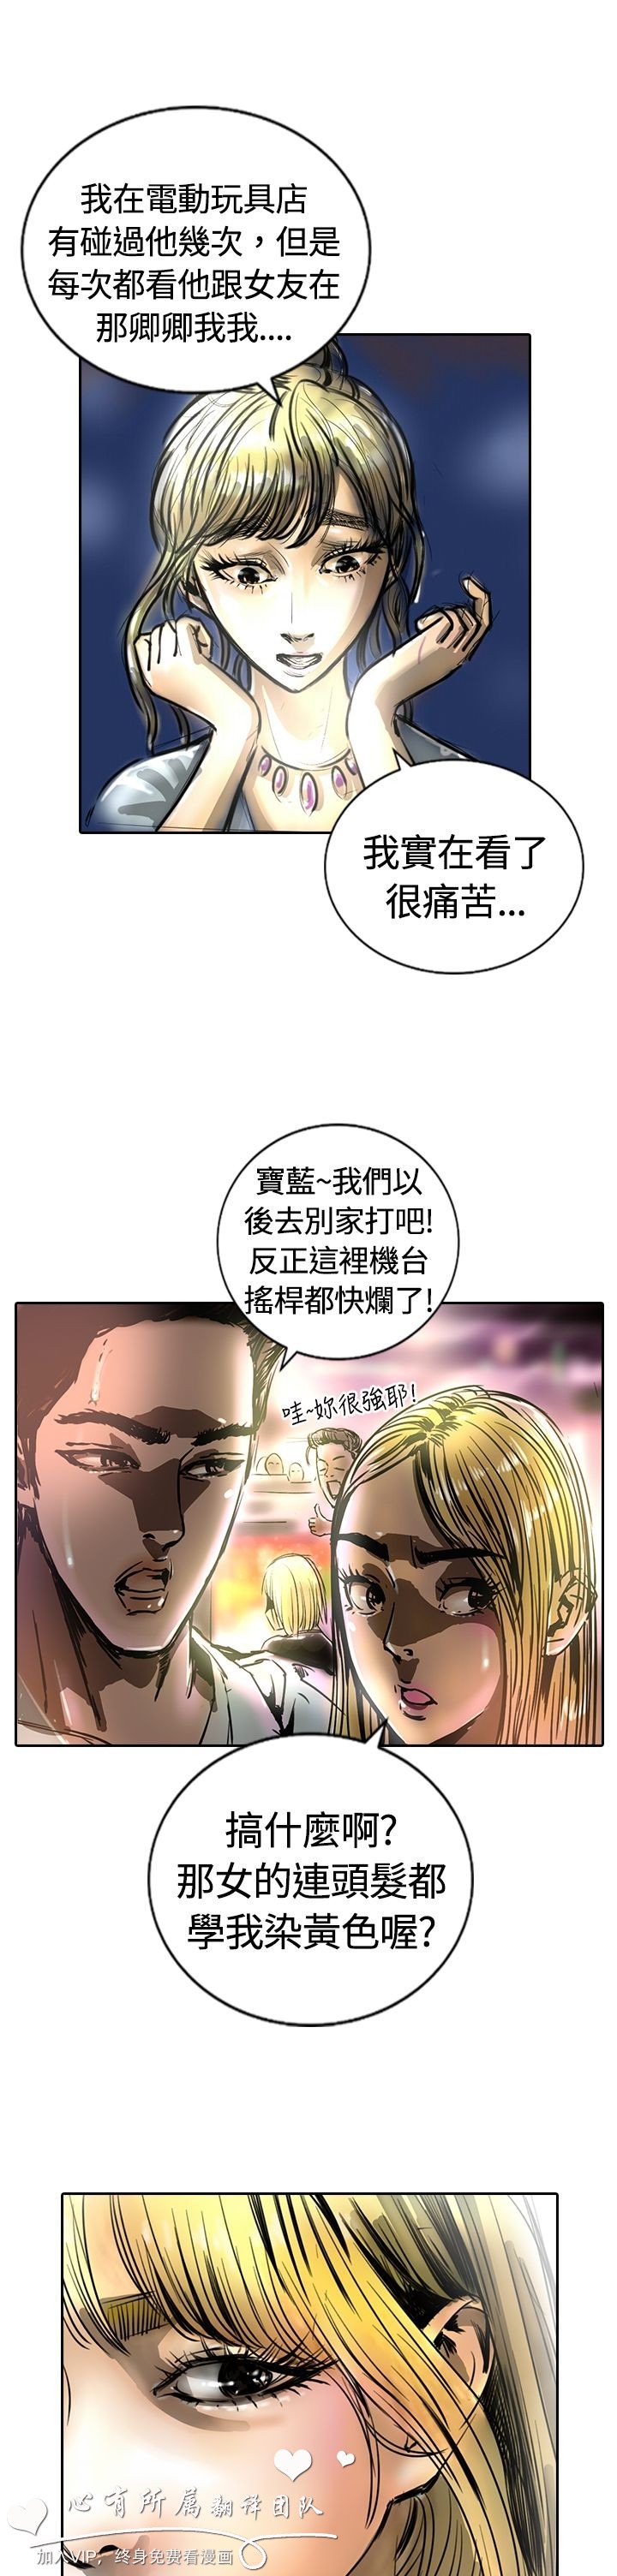 我在電動玩具店
有碰過他幾次，但是
每次都看他跟女友在
那卿卿我我....
我實在看了
很痛苦...
寶藍~我們以
後去別家打吧!
反正這裡機台
搖桿都快爛了!
哇~妳很強耶!
搞什麼啊?
那女的連頭髮都
學我染黃色喔?
心有所属翻译团队
加入VIP，终身免费看漫画